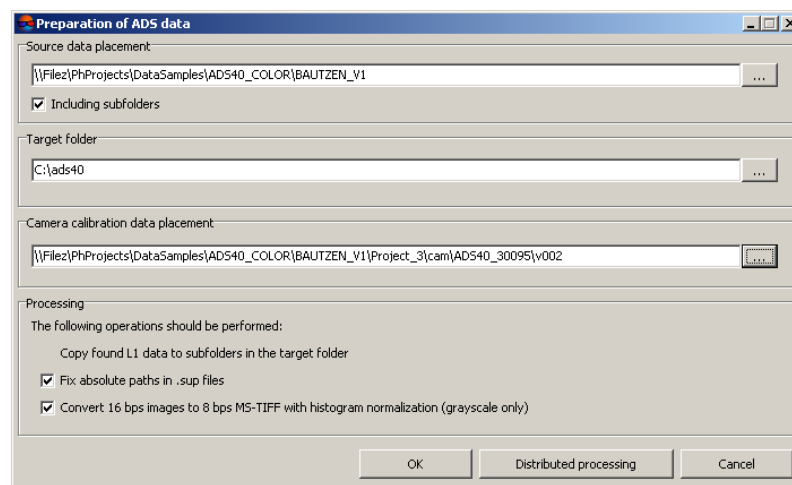 Preparation of ADS data
Source data placement
\\Filez\PhProjects\DataSamples\ADS40_COLOR\BAUTZEN_V1
...
Including subfolders
Target folder
C:\ads40
...
Camera calibration data placement
\\Filez\PhProjects\DataSamples\ADS40_COLOR\BAUTZEN_V1\Project_3\cam\ADS40_30095\v002
...
Processing
The following operations should be performed:
Copy found L1 data to subfolders in the target folder
Fix absolute paths in .sup files
Convert 16 bps images to 8 bps MS-TIFF with histogram normalization (grayscale only)
OK Distributed processing Cancel